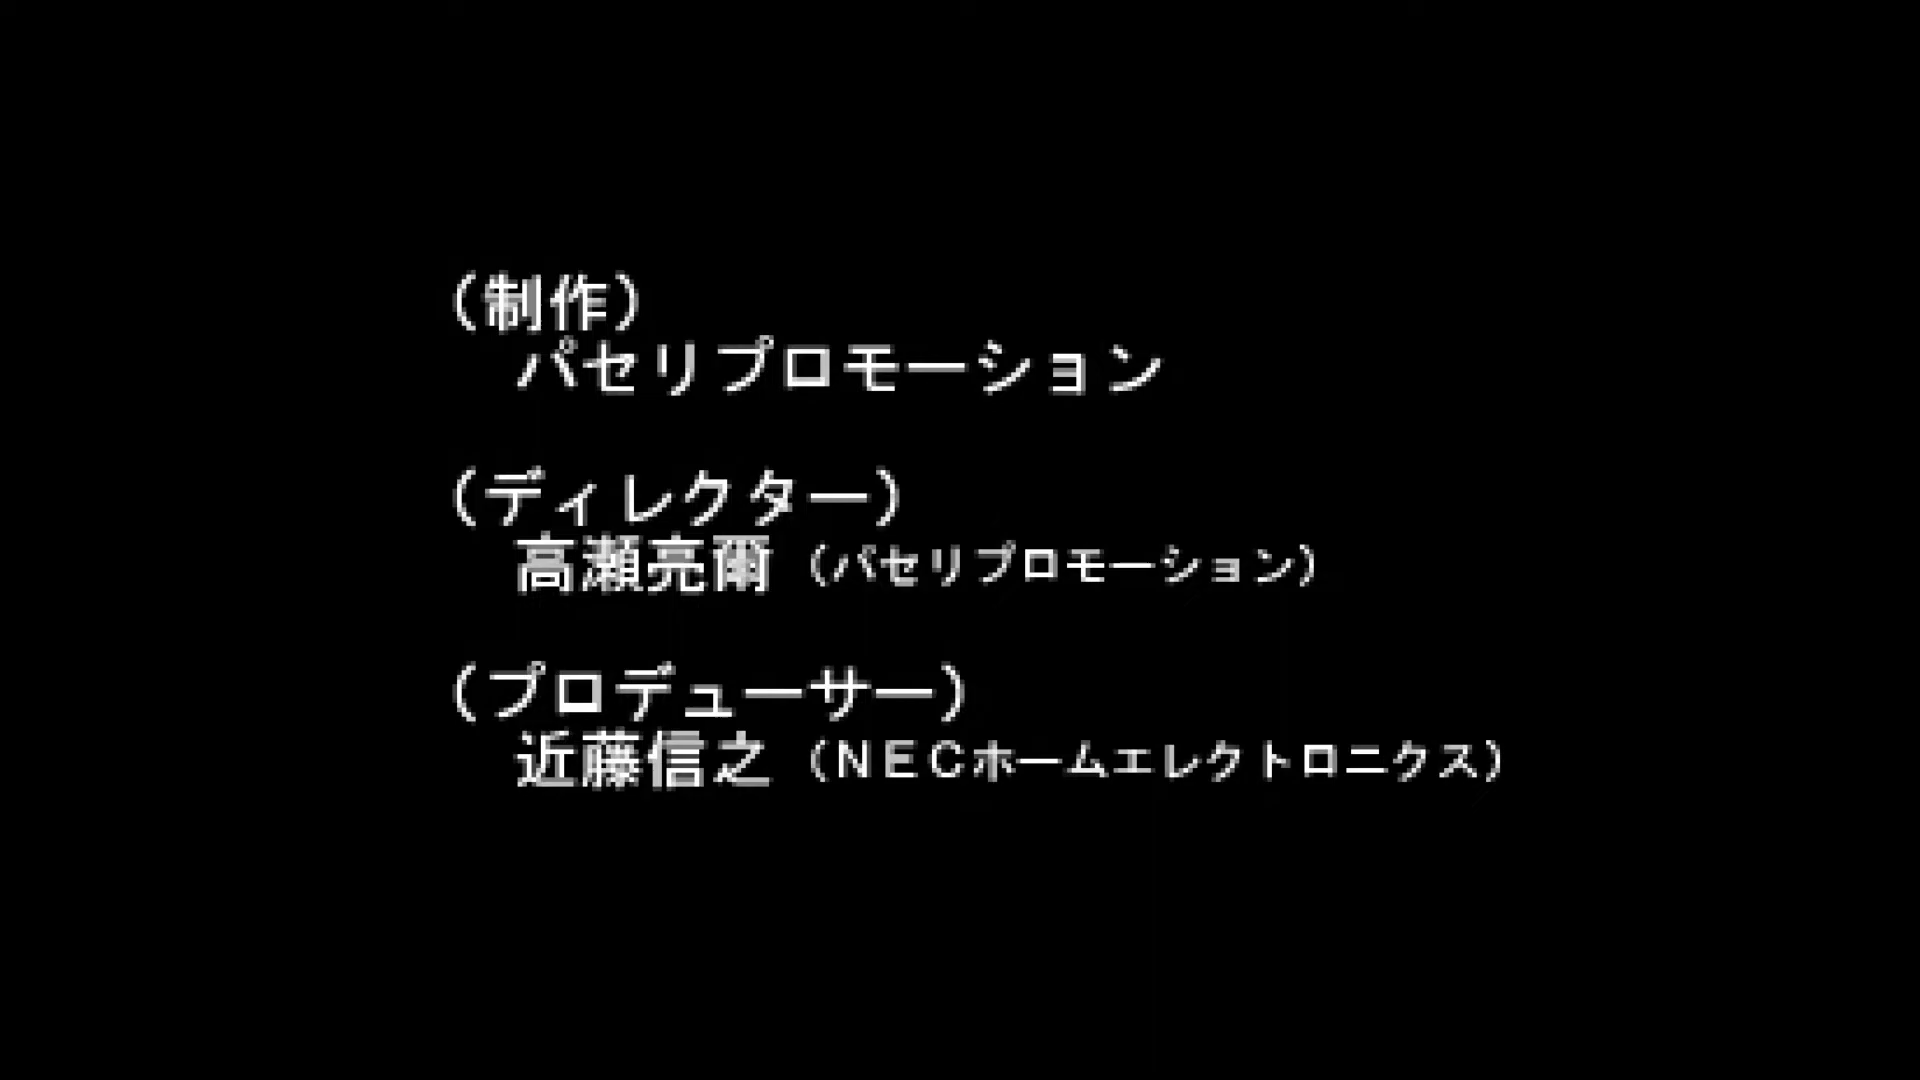 （制作）
パセリプロモーション
（ディレクター）
高瀬亮爾（パセリプロモーション）
（プロデューサー）
近藤信之（ＮＥＣホームエレクトロニクス）